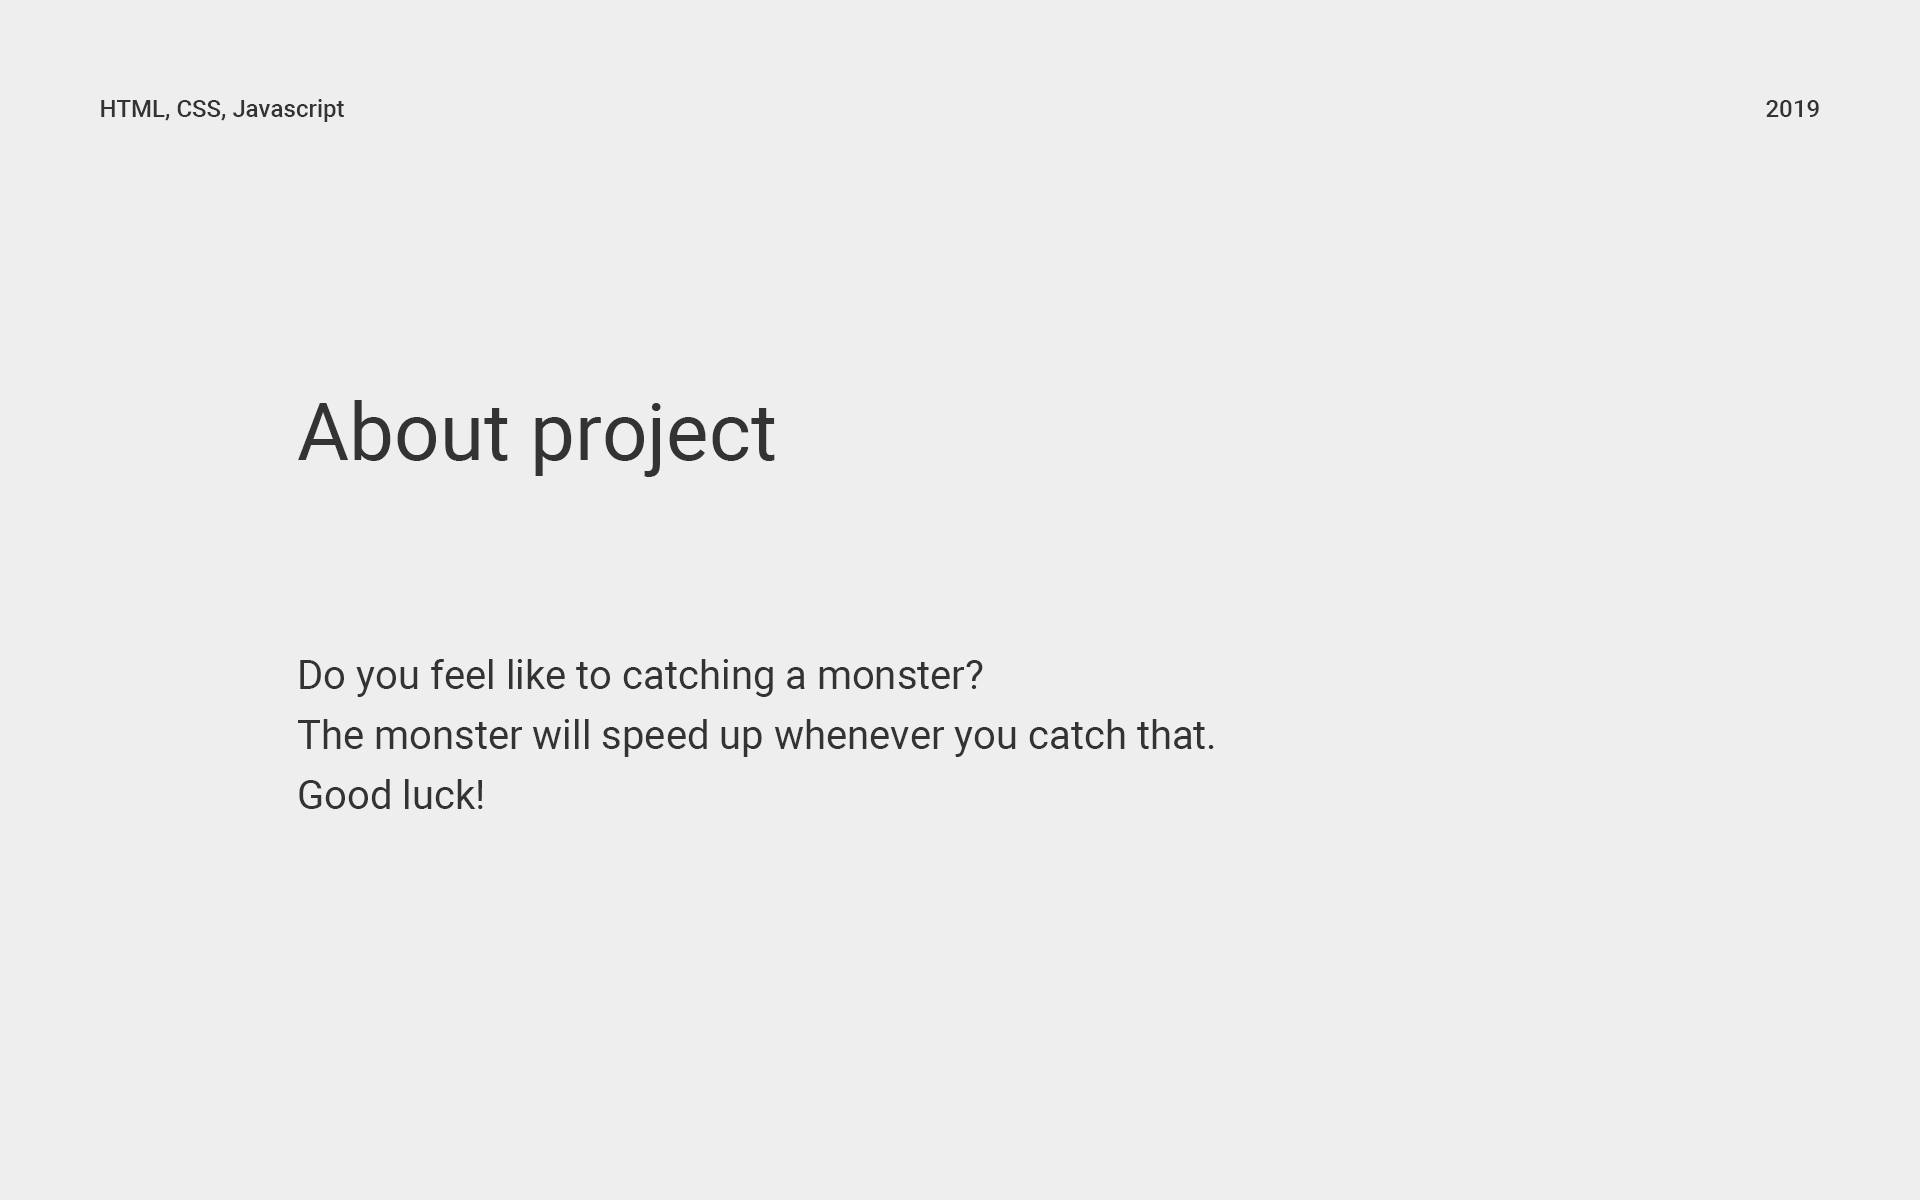 HTML, CSS, Javascript
2019
About project
Do you feel like to catching a monster?
The monster will speed up whenever you catch that.
Good luck!